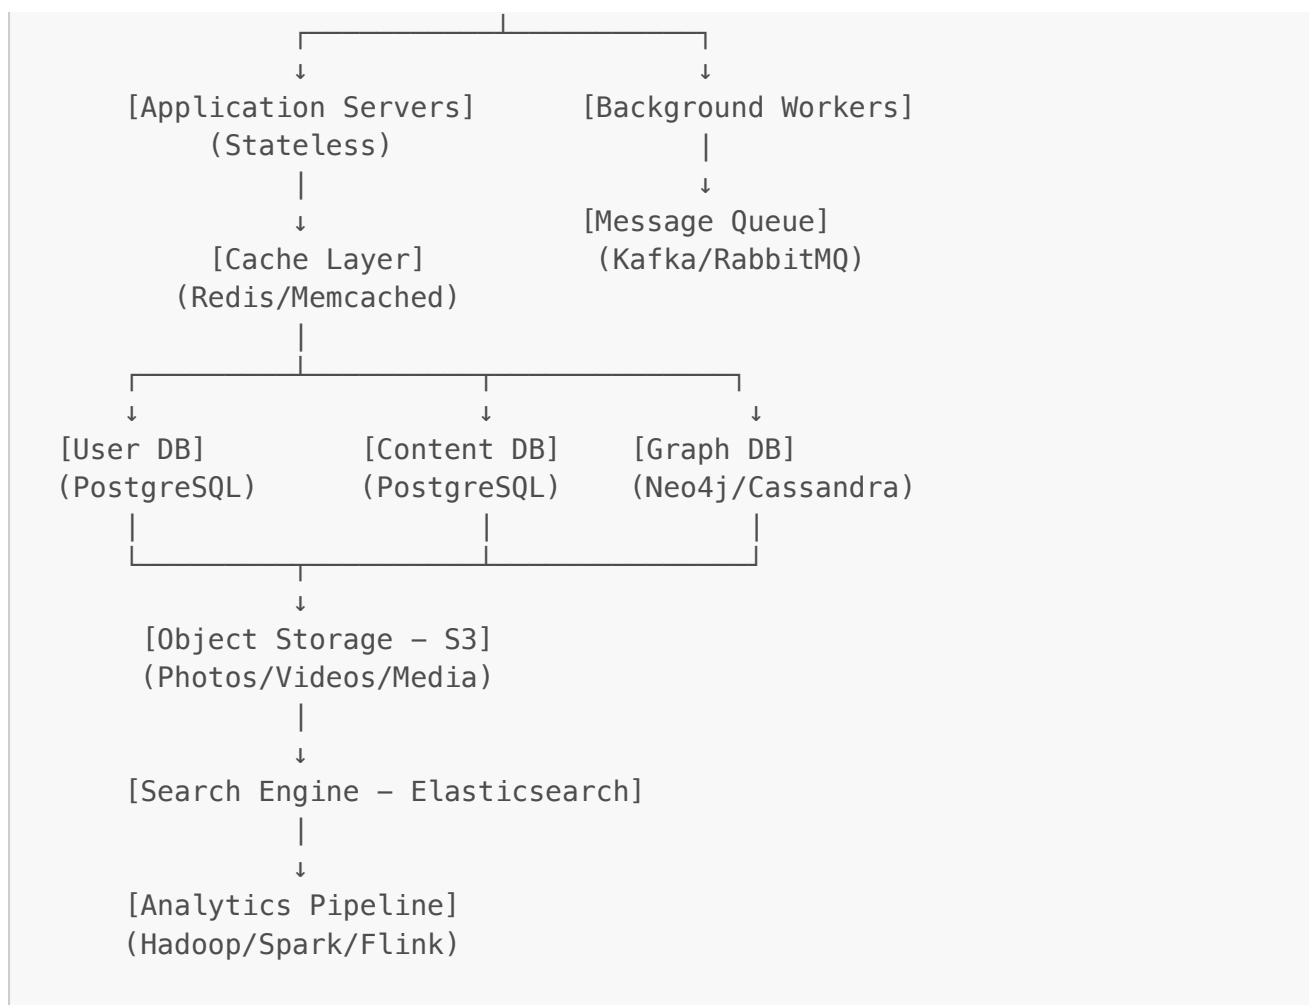 [Application Servers] [Background Workers]
(Stateless)
[Message Queue]
[Cache Layer] (Kafka/RabbitMQ)
(Redis/Memcached)
[User DB] [Content DB] [Graph DB]
(PostgreSQL) (PostgreSQL) (Neo4j/Cassandra)
[Object Storage – S3]
(Photos/Videos/Media)
[Search Engine – Elasticsearch]
[Analytics Pipeline]
(Hadoop/Spark/Flink)